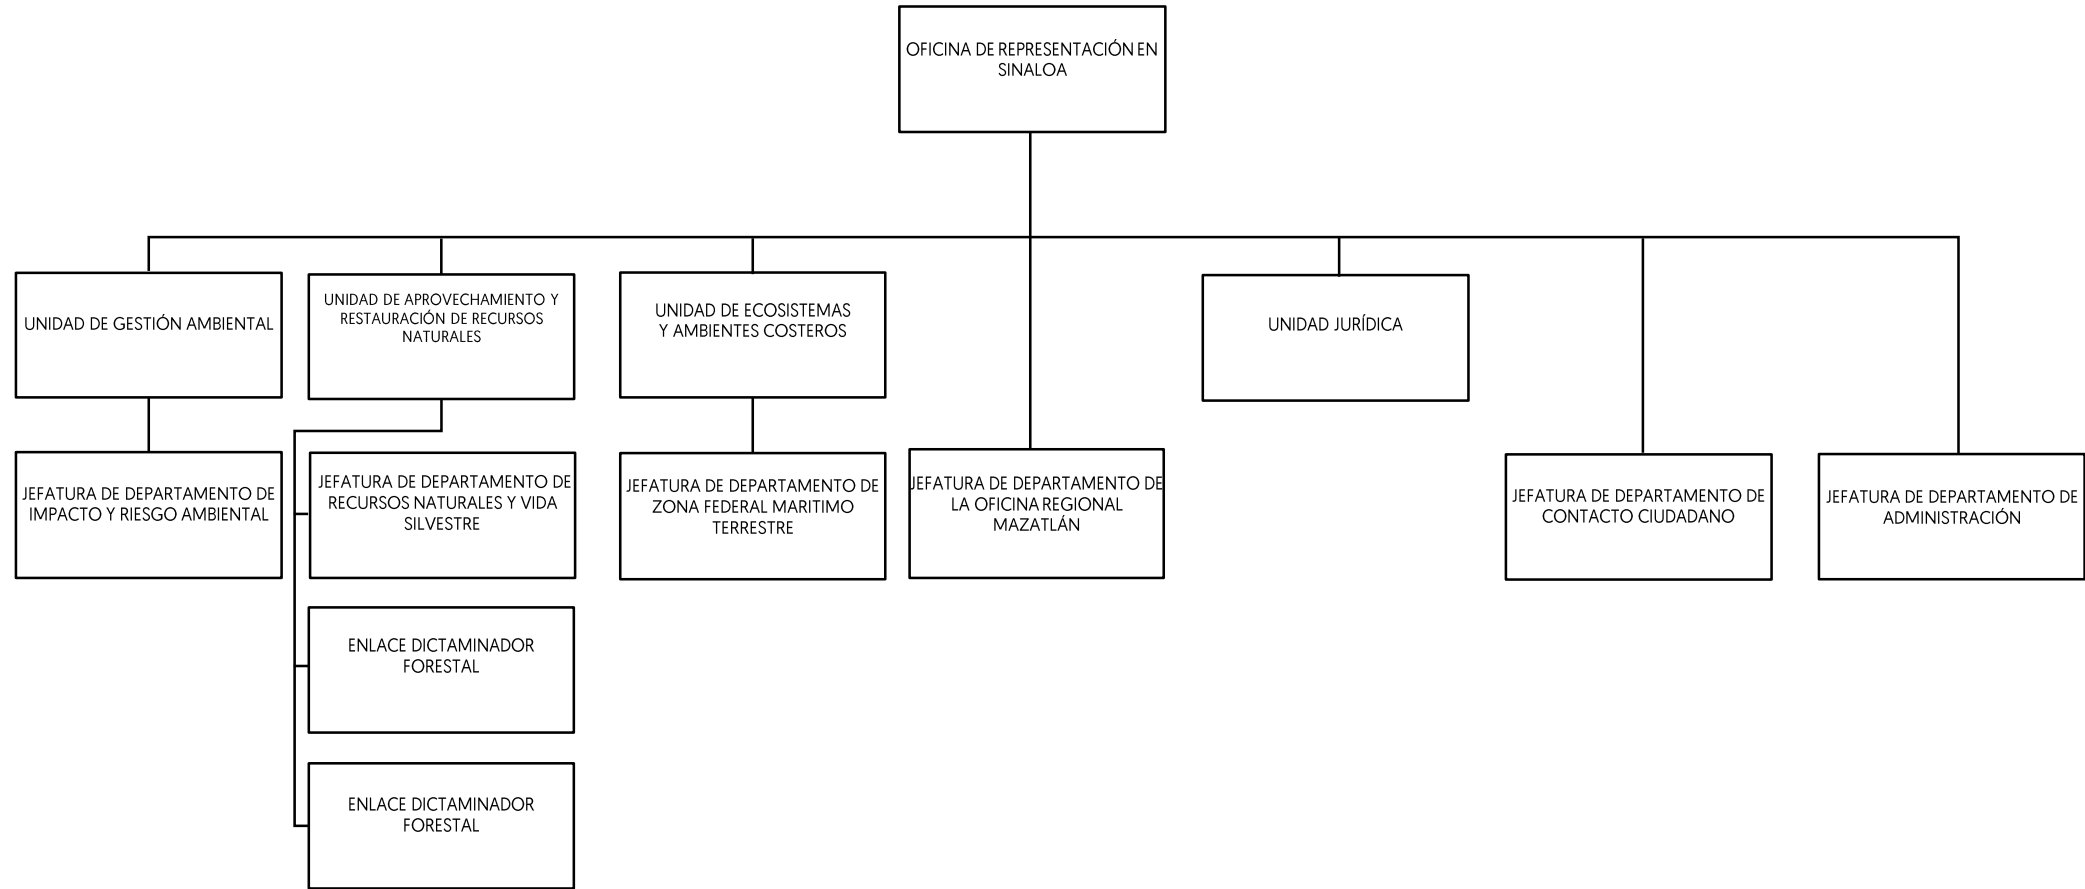 OFICINA DE REPRESENTACIÓN EN
SINALOA
UNIDAD DE GESTIÓN AMBIENTAL
UNIDAD DE APROVECHAMIENTO Y
RESTAURACIÓN DE RECURSOS
NATURALES
UNIDAD DE ECOSISTEMAS
Y AMBIENTES COSTEROS
UNIDAD JURÍDICA
JEFATURA DE DEPARTAMENTO DE
IMPACTO Y RIESGO AMBIENTAL
JEFATURA DE DEPARTAMENTO DE
RECURSOS NATURALES Y VIDA
SILVESTRE
JEFATURA DE DEPARTAMENTO DE
ZONA FEDERAL MARITIMO
TERRESTRE
JEFATURA DE DEPARTAMENTO DE
LA OFICINA REGIONAL
MAZATLÁN
JEFATURA DE DEPARTAMENTO DE
CONTACTO CIUDADANO
JEFATURA DE DEPARTAMENTO DE
ADMINISTRACIÓN
ENLACE DICTAMINADOR
FORESTAL
ENLACE DICTAMINADOR
FORESTAL